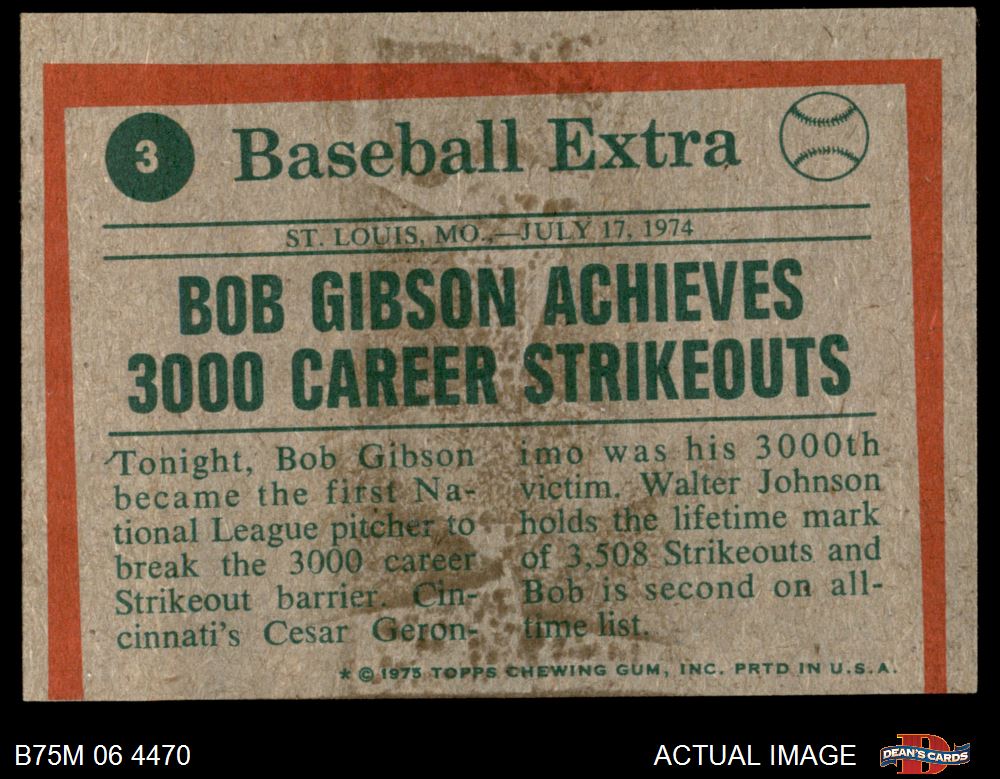 3
Baseball Extra
ST. LOUIS, MO.,—JULY 17, 1974
BOB GIBSON ACHIEVES
3000 CAREER STRIKEOUTS
Tonight, Bob Gibson
became the first Na-
tional League pitcher to
break the 3000 career
Strikeout barrier. Cin-
cinnati's Cesar Geron-
imo was his 3000th
victim. Walter Johnson
holds the lifetime mark
of 3,508 Strikeouts and
Bob is second on all-
time list.
* © 1975 TOPPS CHEWING GUM, INC. PRTD IN U.S.A.
B75M 06 4470
ACTUAL IMAGE
DEAN'S CARDS